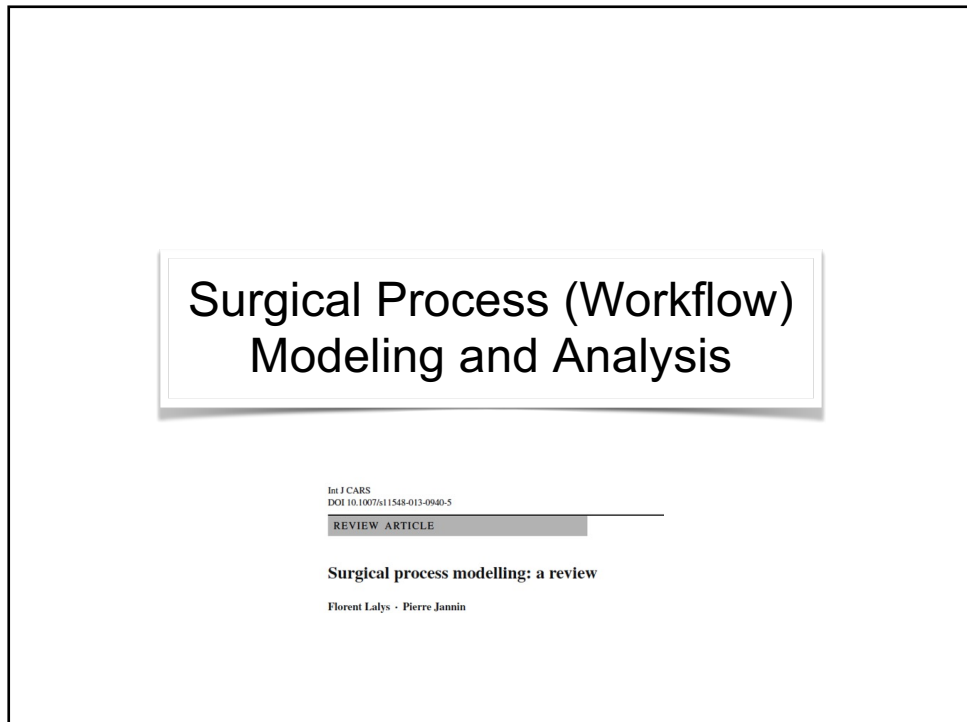 Surgical Process (Workflow)
Modeling and Analysis
Int J CARS
DOI 10.1007/s11548-013-0940-5
REVIEW ARTICLE
Surgical process modelling: a review
Florent Lalys · Pierre Jannin